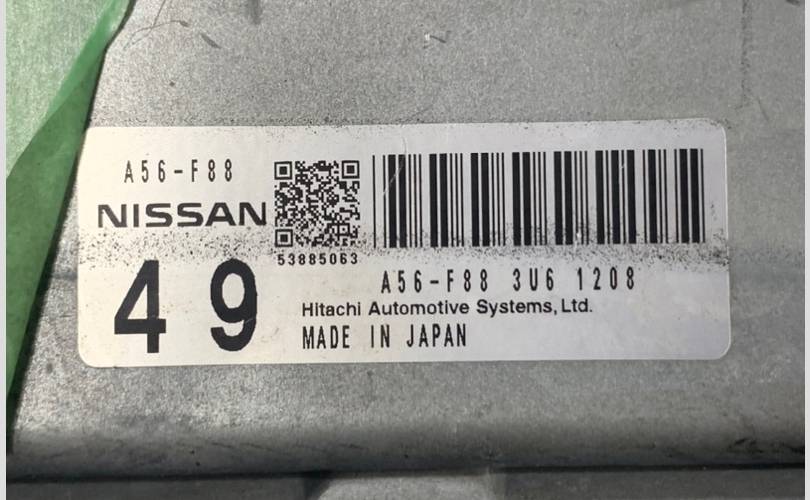 A56-F88
NISSAN
53885063
4 9
A56-F88 3U6 1208
Hitachi Automotive Systems, Ltd.
MADE IN JAPAN